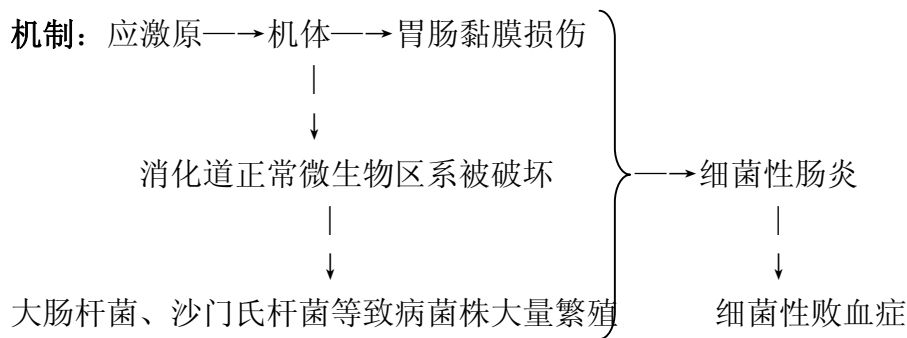 机制：应激原—→机体—→胃肠黏膜损伤
消化道正常微生物区系被破坏 —→细菌性肠炎
大肠杆菌、沙门氏杆菌等致病菌株大量繁殖 细菌性败血症